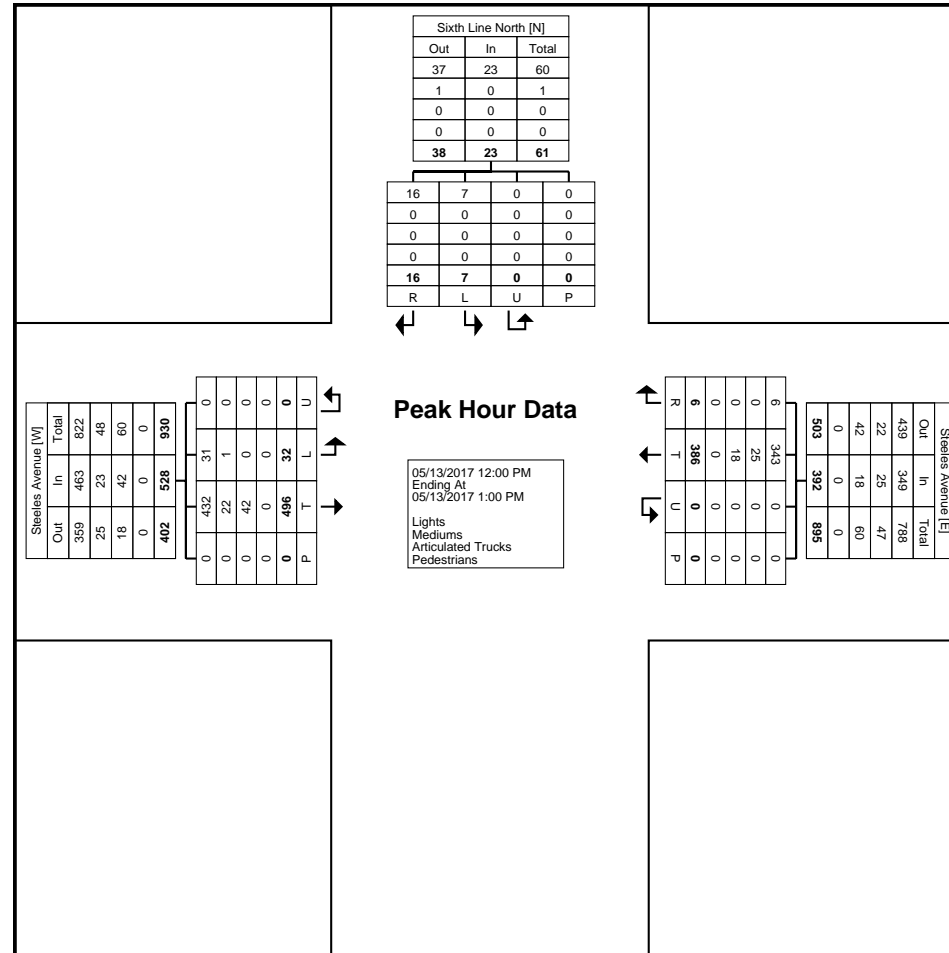 Sixth Line North [N]
Out In Total
37 23 60
1 0 1
0 0 0
0 0 0
38 23 61
16 7 0 0
0 0 0 0
0 0 0 0
0 0 0 0
16 7 0 0
R L U P
Peak Hour Data
05/13/2017 12:00 PM
Ending At
05/13/2017 1:00 PM
Lights
Mediums
Articulated Trucks
Pedestrians
Steeles Avenue [W]
Total In Out
822 463 359
48 23 25
60 42 18
0 0 0
930 528 402
0 31 432 0
0 1 22 0
0 0 42 0
0 0 0 0
0 32 496 0
U L T P
Steeles Avenue [E]
Out In Total
439 349 788
22 25 47
42 18 60
0 0 0
503 392 895
6 343 0 0
0 25 0 0
0 18 0 0
0 0 0 0
6 386 0 0
R T U P